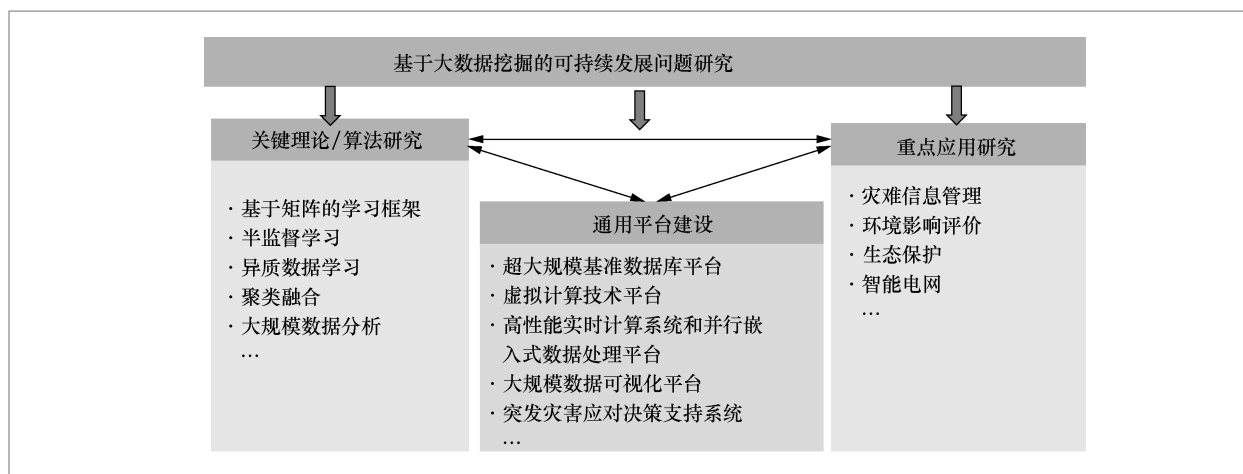 基于大数据挖掘的可持续发展问题研究
关键理论/算法研究
· 基于矩阵的学习框架
· 半监督学习
· 异质数据学习
· 聚类融合
· 大规模数据分析
…
通用平台建设
· 超大规模基准数据库平台
· 虚拟计算技术平台
· 高性能实时计算系统和并行嵌
入式数据处理平台
· 大规模数据可视化平台
· 突发灾害应对决策支持系统
…
重点应用研究
· 灾难信息管理
· 环境影响评价
· 生态保护
· 智能电网
…